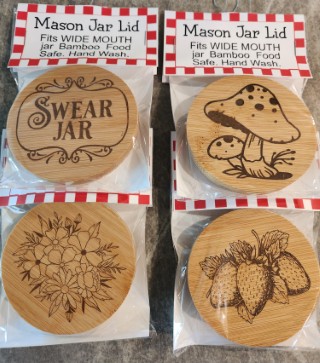 Mason Jar Lid
Fits WIDE MOUTH
jar Bamboo Food
Safe. Hand Wash.
SWEAR
JAR
Mason Jar Lid
Fits WIDE MOUTH
jar Bamboo Food
Safe. Hand Wash.